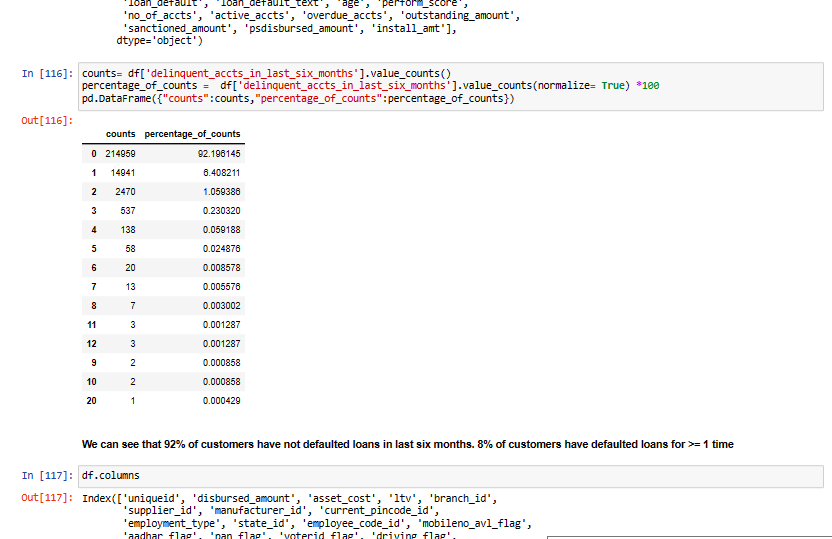 'loan_default', 'loan_default_text', 'age', 'perform_score',
'no_of_accts', 'active_accts', 'overdue_accts', 'outstanding_amount',
'sanctioned_amount', 'psdisbursed_amount', 'install_amt'],
dtype='object')
In [116]: counts= df['delinquent_accts_in_last_six_months'].value_counts()
percentage_of_counts = df['delinquent_accts_in_last_six_months'].value_counts(normalize= True) *100
pd.DataFrame({"counts":counts,"percentage_of_counts":percentage_of_counts})
Out[116]:
counts percentage_of_counts
0 214959 92.196145
1 14941 6.408211
2 2470 1.059386
3 537 0.230320
4 138 0.059188
5 58 0.024876
6 20 0.008578
7 13 0.005576
8 7 0.003002
11 3 0.001287
12 3 0.001287
9 2 0.000858
10 2 0.000858
20 1 0.000429
We can see that 92% of customers have not defaulted loans in last six months. 8% of customers have defaulted loans for >= 1 time
In [117]: df.columns
Out[117]: Index(['uniqueid', 'disbursed_amount', 'asset_cost', 'ltv', 'branch_id',
'supplier_id', 'manufacturer_id', 'current_pincode_id',
'employment_type', 'state_id', 'employee_code_id', 'mobileno_avl_flag',
'aadhar_flag', 'pan_flag', 'voterid_flag', 'driving_flag',